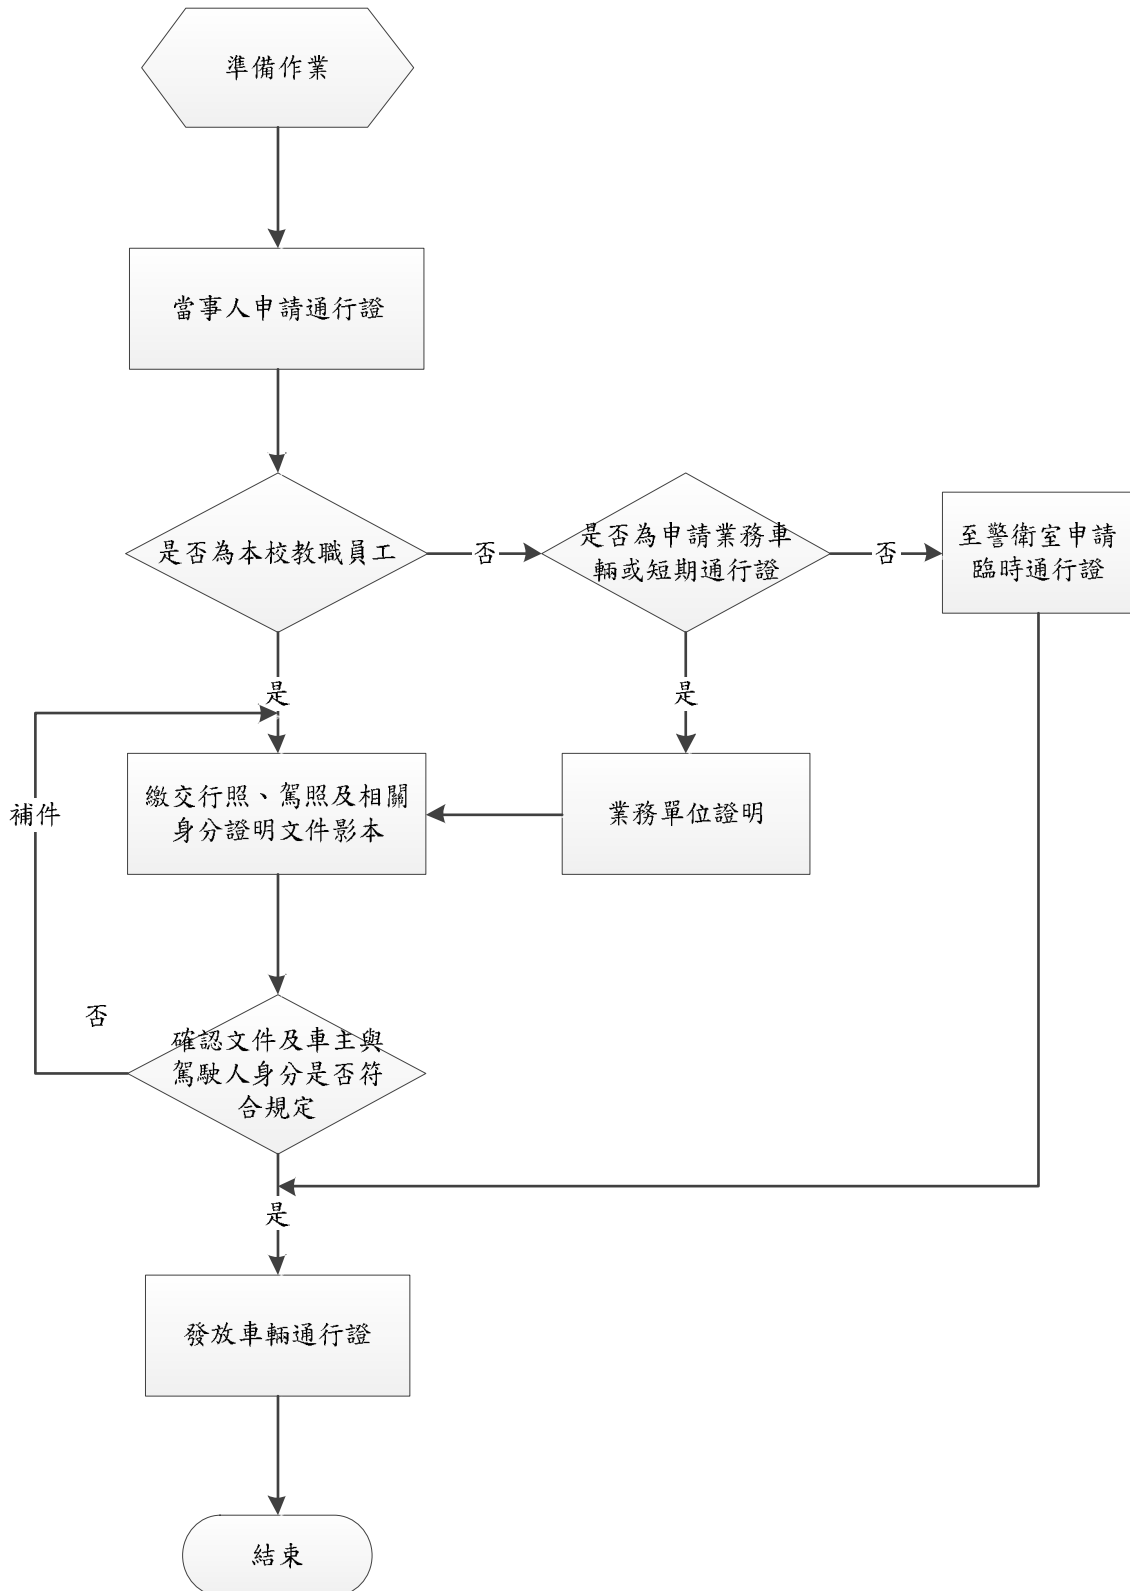 準備作業
當事人申請通行證
是否為本校教職員工
否
是否為申請業務車
輛或短期通行證
否
至警衛室申請
臨時通行證
是
是
補件
繳交行照、駕照及相關
身分證明文件影本
業務單位證明
否
確認文件及車主與
駕駛人身分是否符
合規定
是
發放車輛通行證
結束